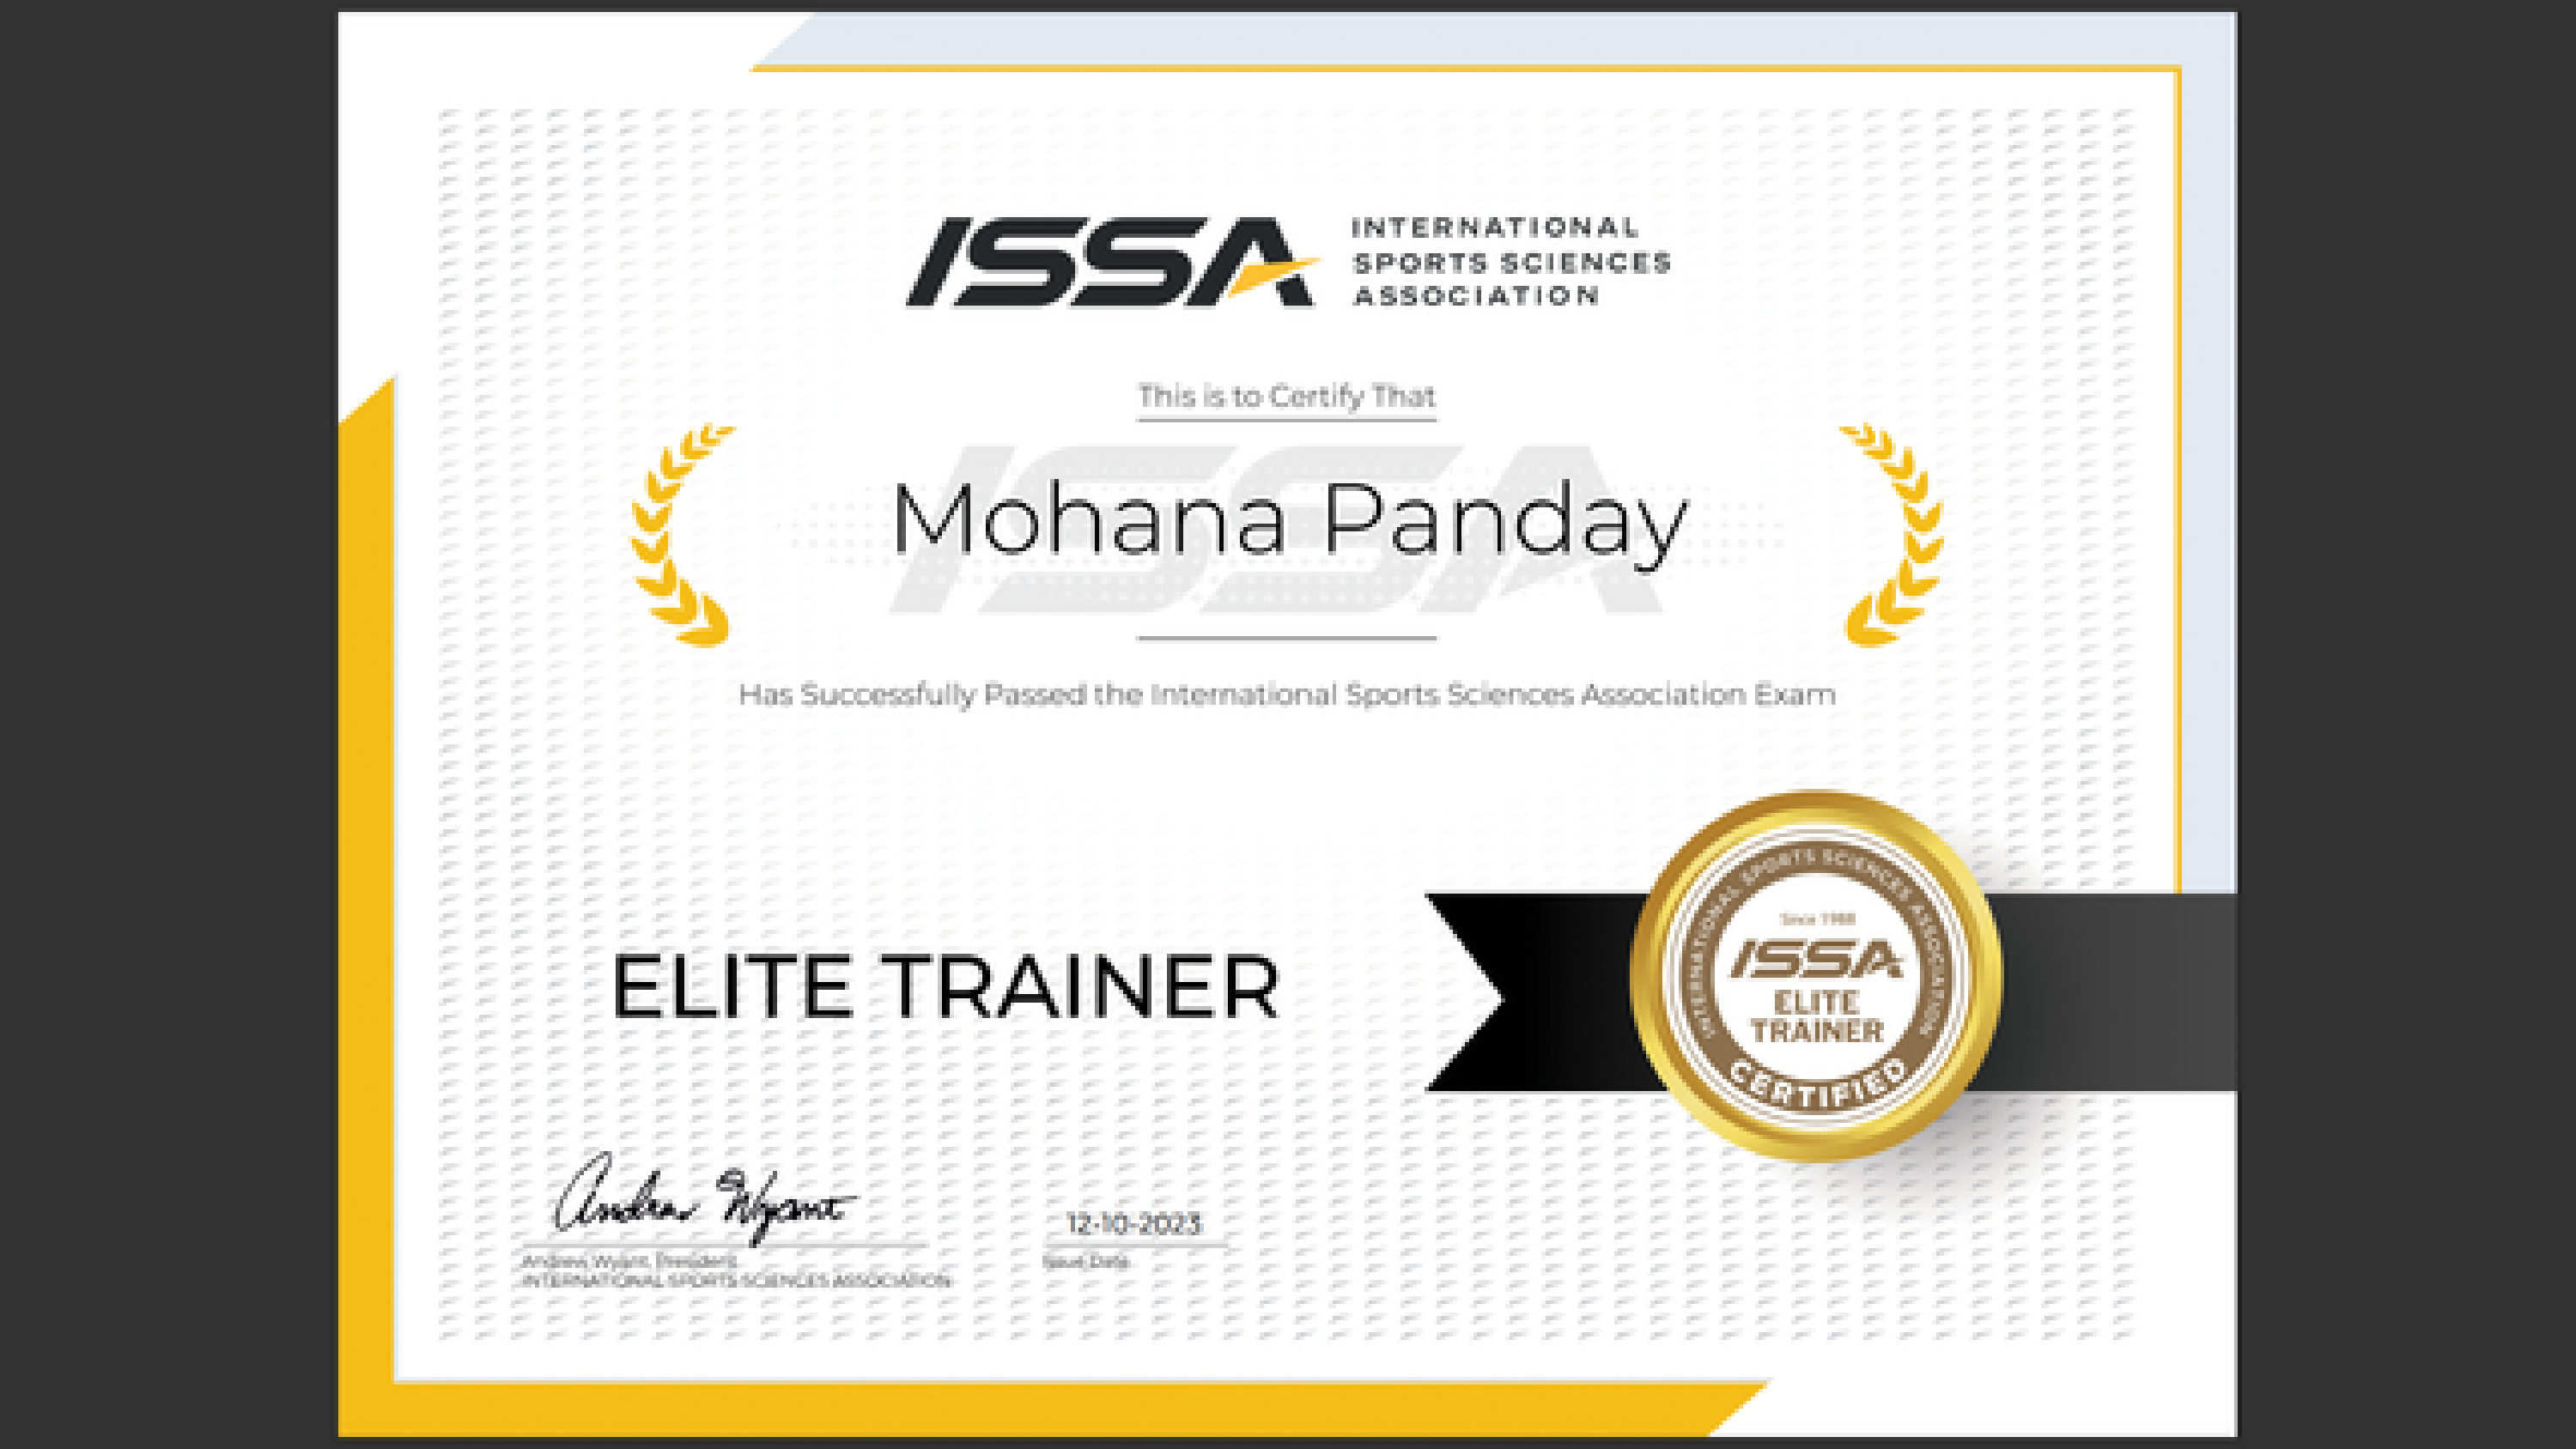 ISSA
INTERNATIONAL
SPORTS SCIENCES
ASSOCIATION
This is to Certify That
ISSA
Mohana Panday
Has Successfully Passed the International Sports Sciences Association Exam
ELITE TRAINER
INTERNATIONAL SPORTS SCIENCES ASSOCIATION
Since 1988
ISSA
ELITE
TRAINER
CERTIFIED
Andrew Wyant
12-10-2023
Andrew Wyant, President
Issue Date
INTERNATIONAL SPORTS SCIENCES ASSOCIATION